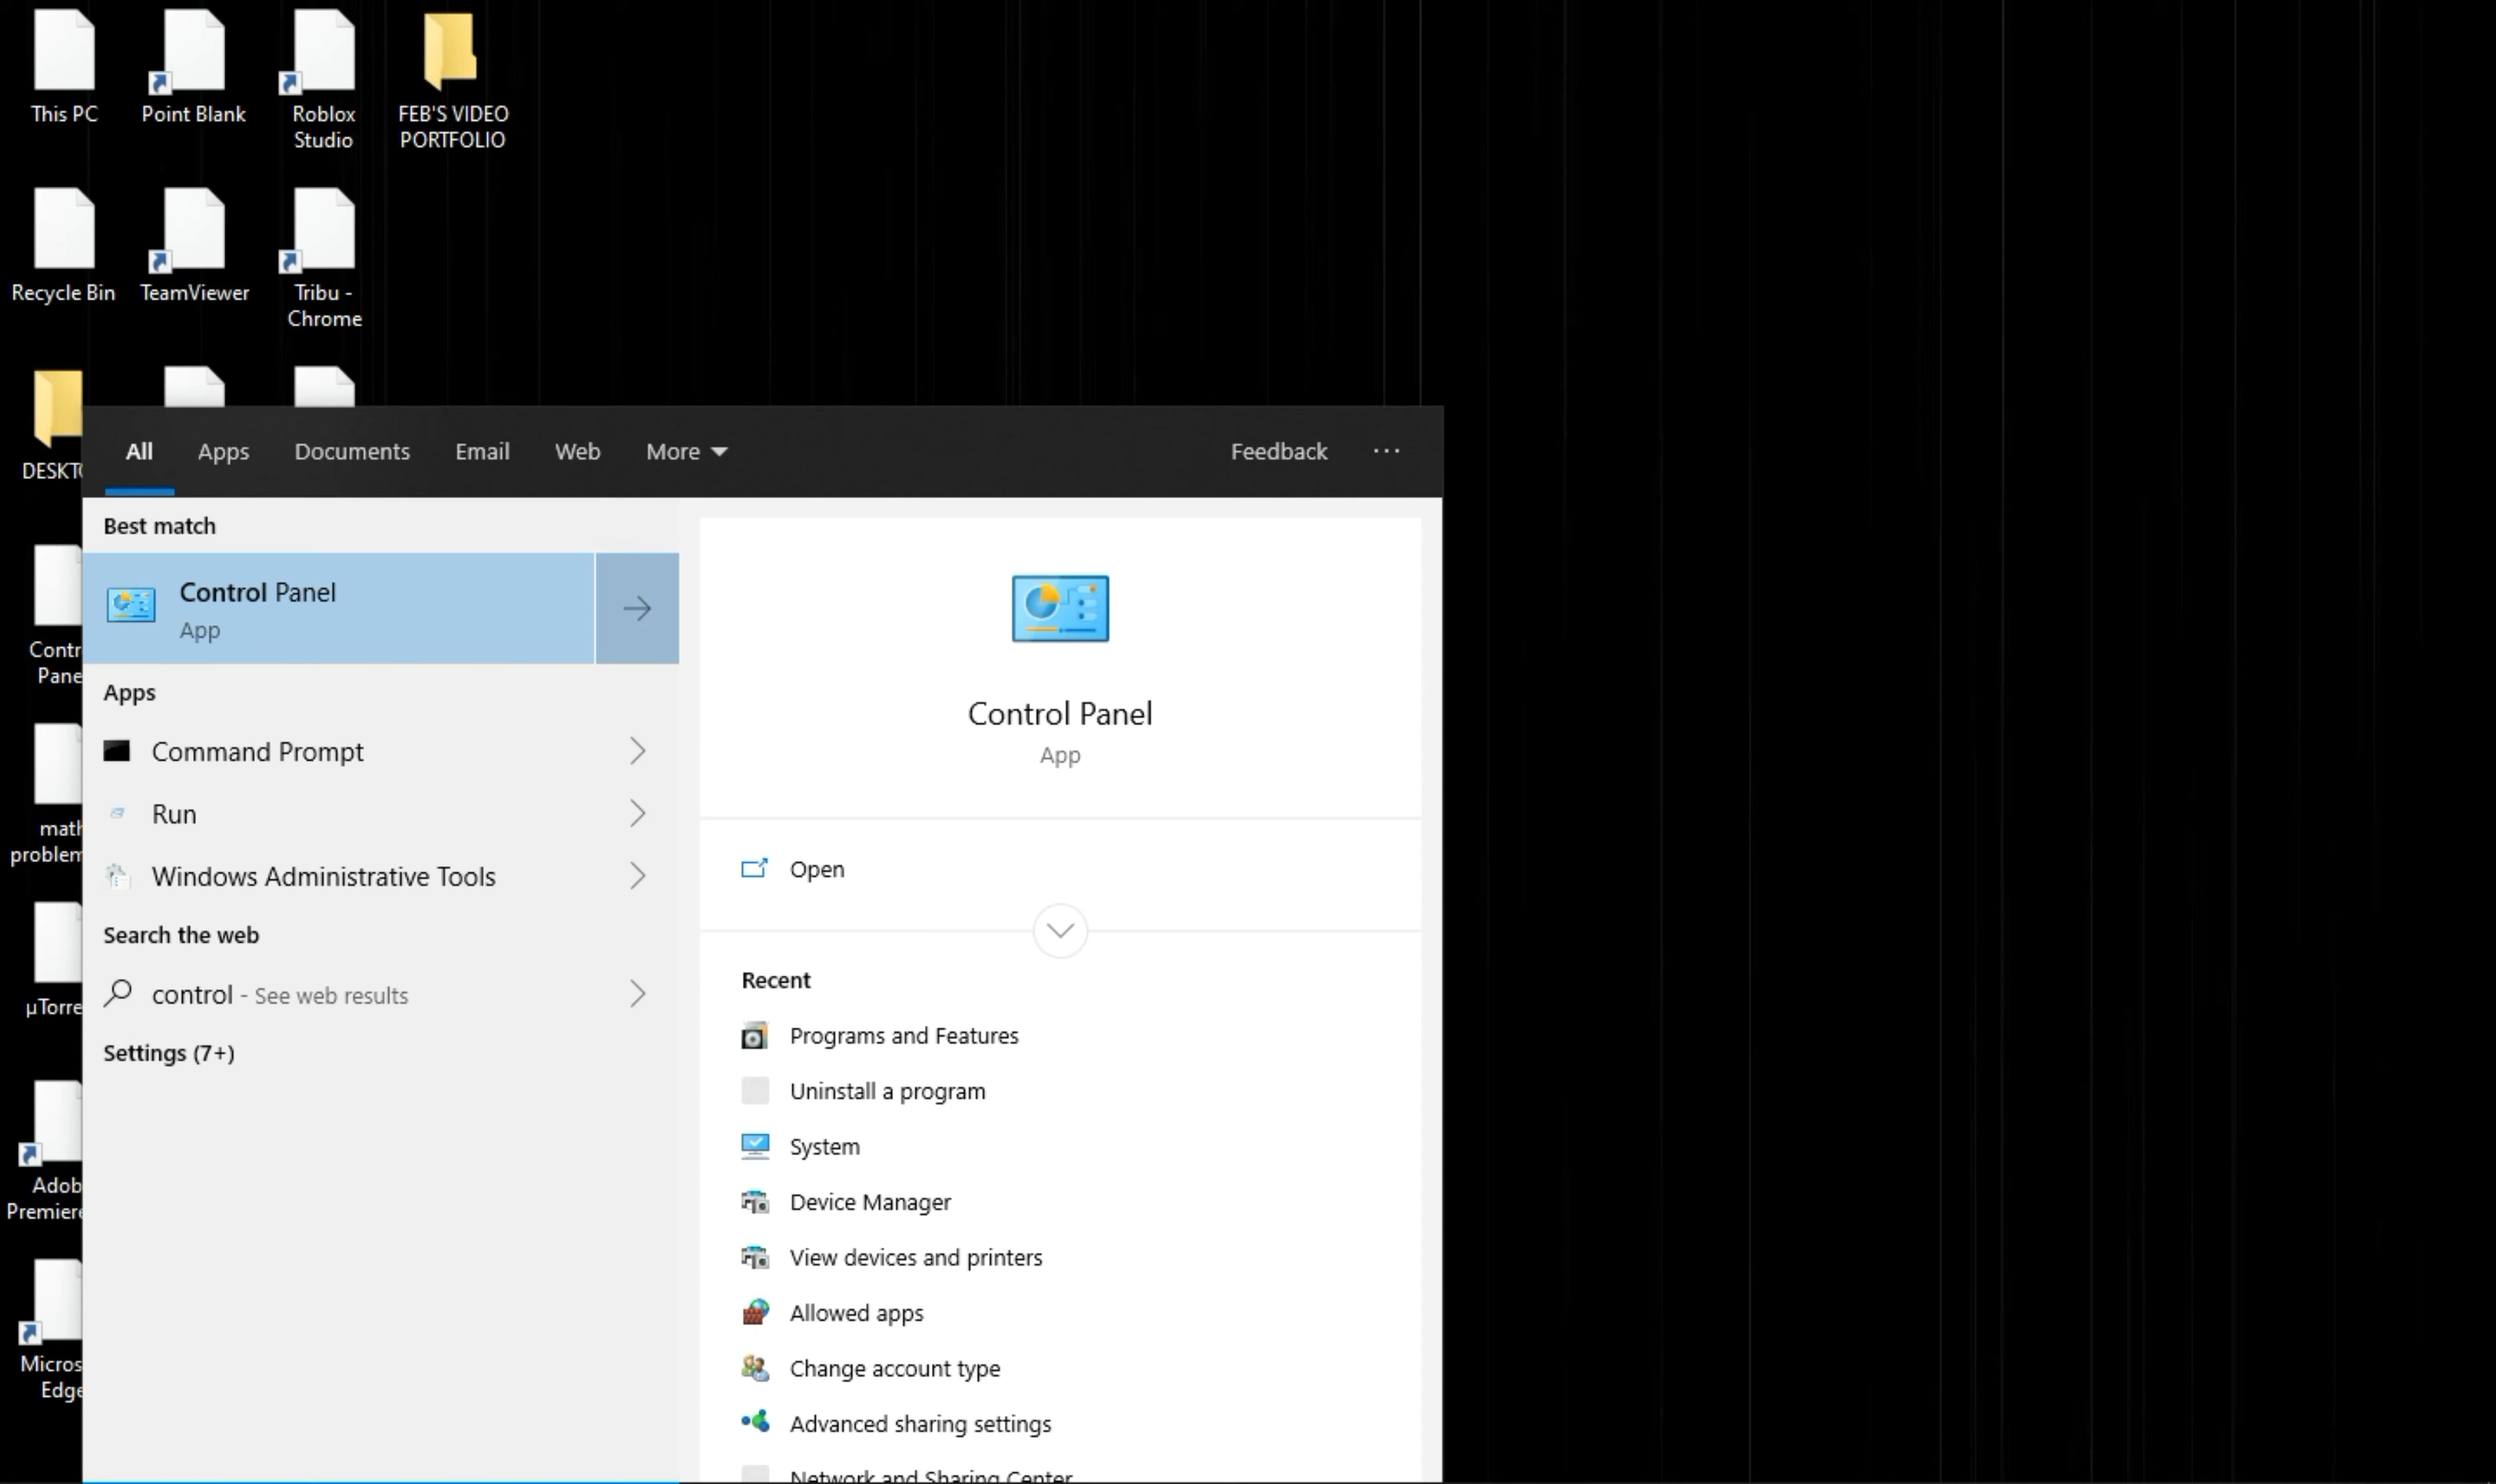 This PC
Point Blank
Roblox
Studio
FEB'S VIDEO
PORTFOLIO
Recycle Bin
TeamViewer
Tribu -
Chrome
All
Apps
Documents
Email
Web
More
Feedback
Best match
Control Panel
App
Apps
Command Prompt
Run
Windows Administrative Tools
Search the web
control - See web results
Settings (7+)
Control Panel
App
Open
Recent
Programs and Features
Uninstall a program
System
Device Manager
View devices and printers
Allowed apps
Change account type
Advanced sharing settings
Network and Sharing Center
DESKT
Contr
Pane
math
problem
µTorre
Adob
Premiere
Micros
Edge